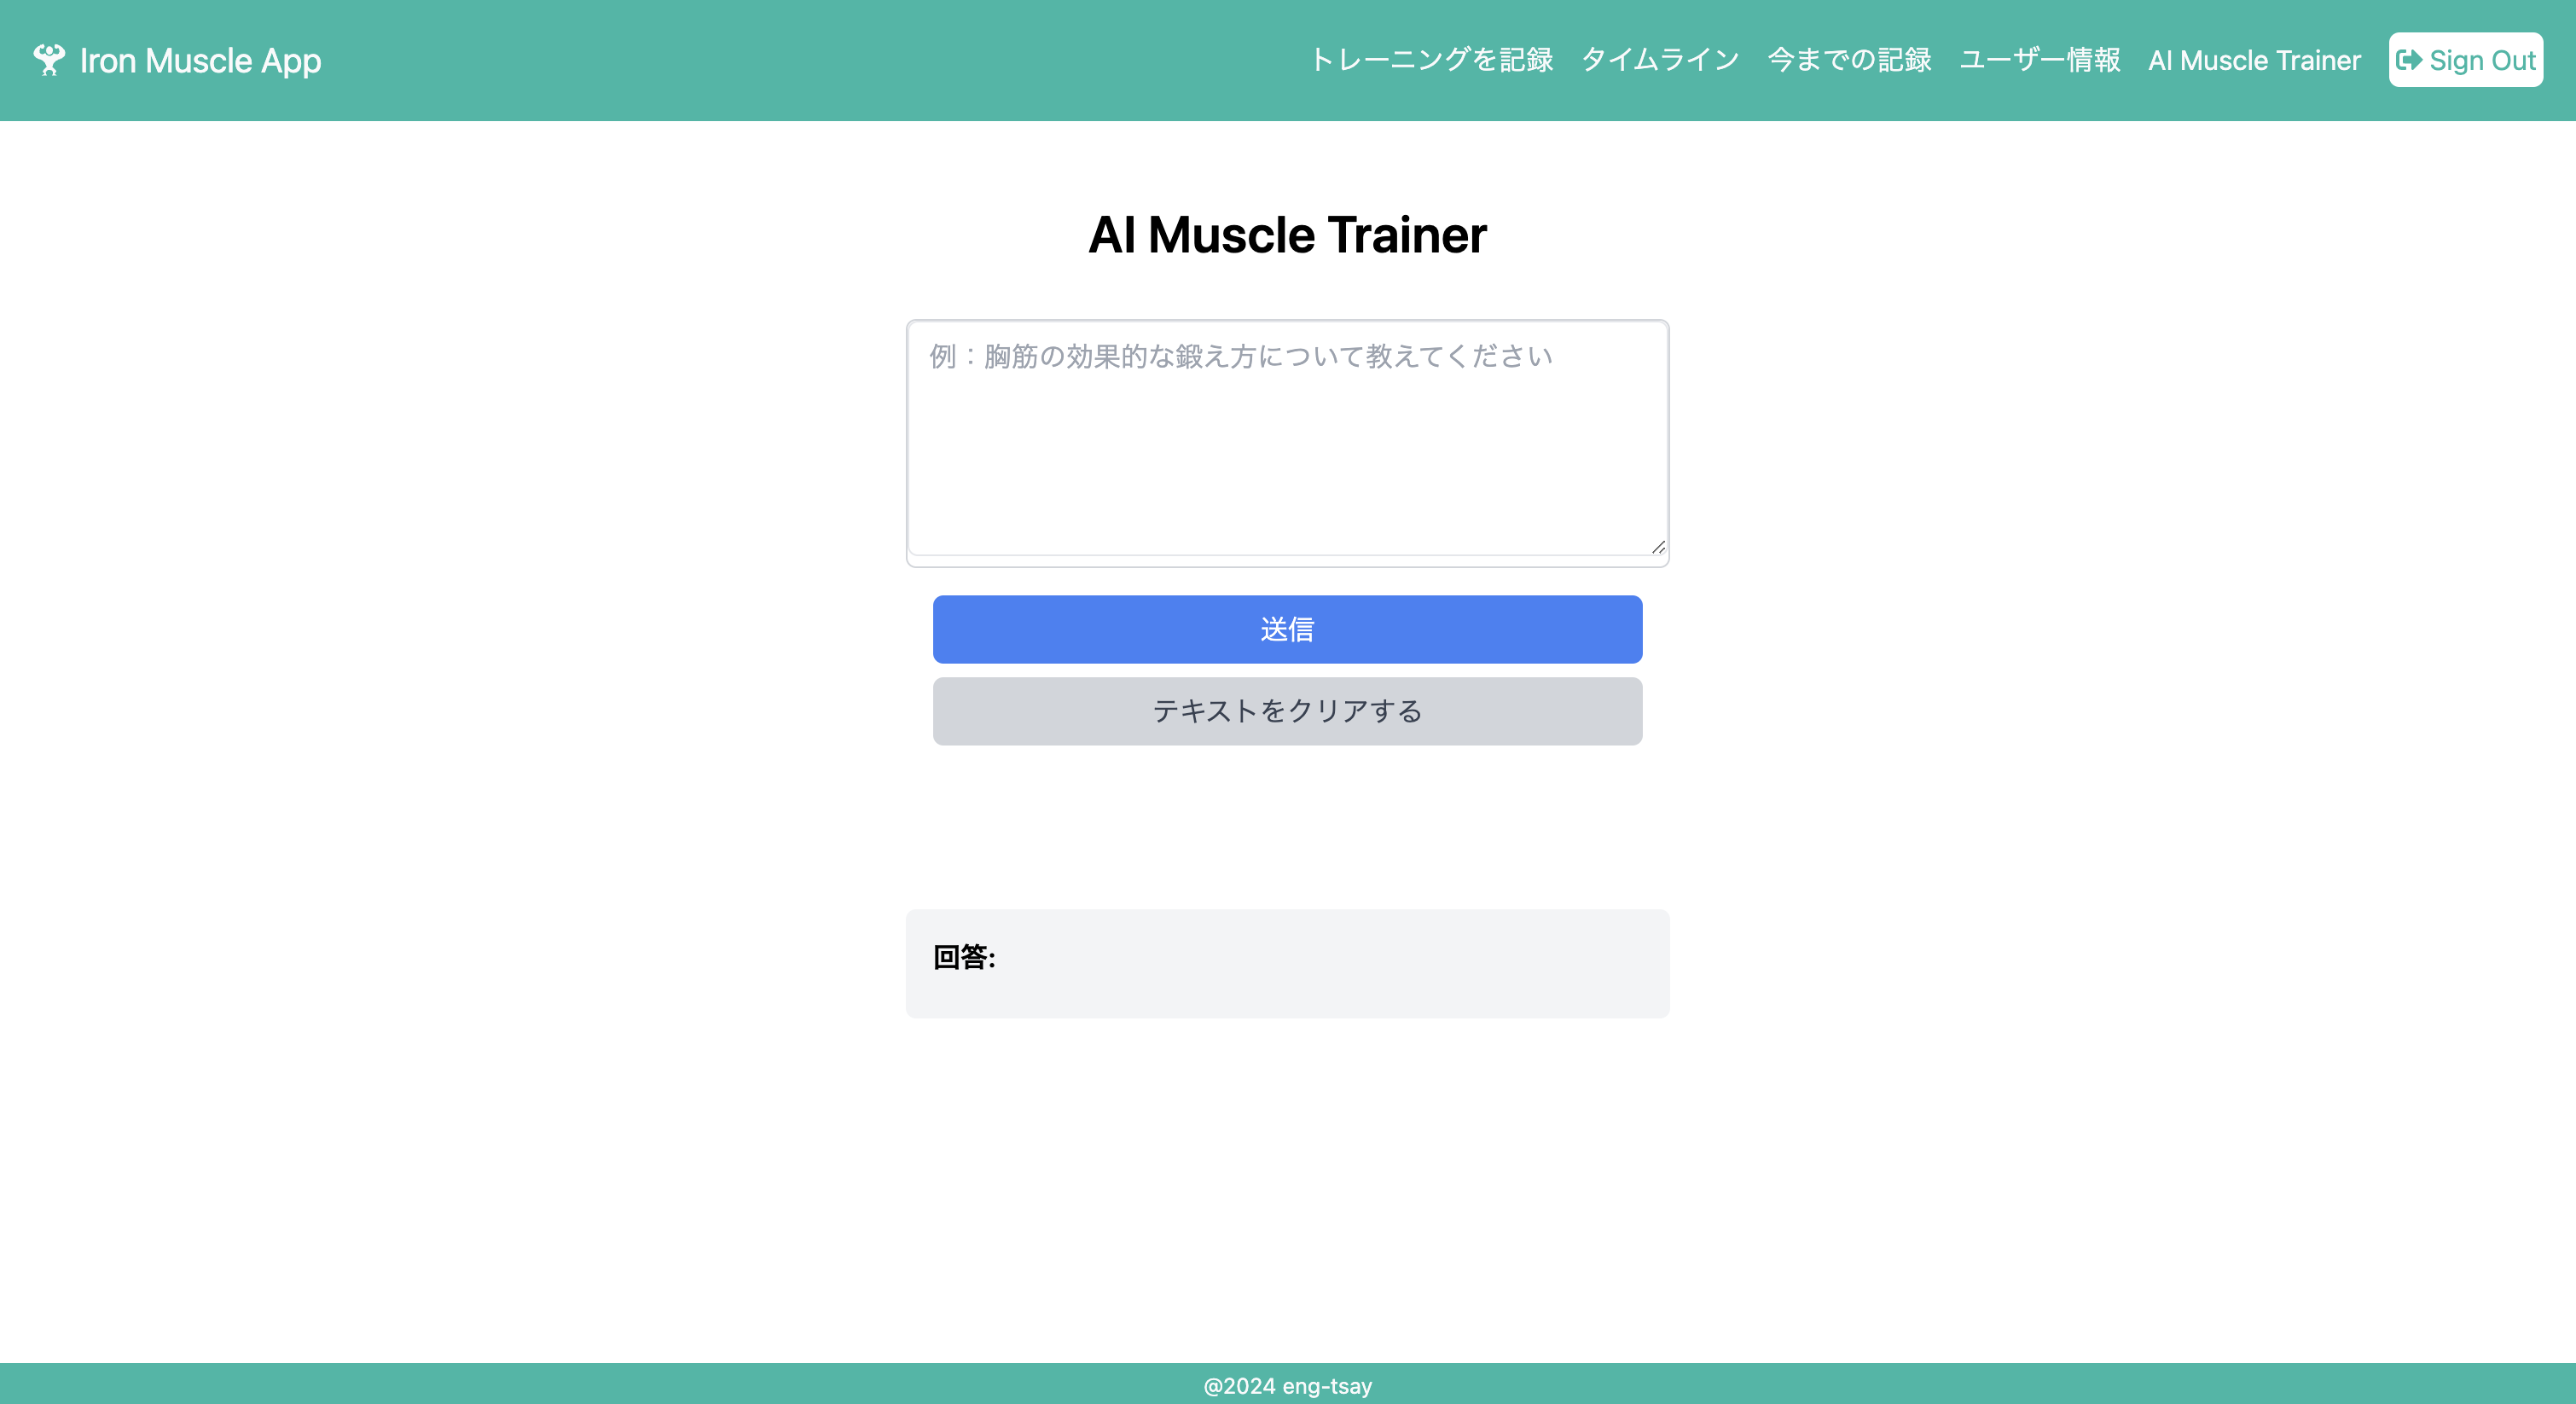 Iron Muscle App
トレーニングを記録 タイムライン 今までの記録 ユーザー情報 AI Muscle Trainer Sign Out
AI Muscle Trainer
例：胸筋の効果的な鍛え方について教えてください
送信
テキストをクリアする
回答:
@2024 eng-tsay